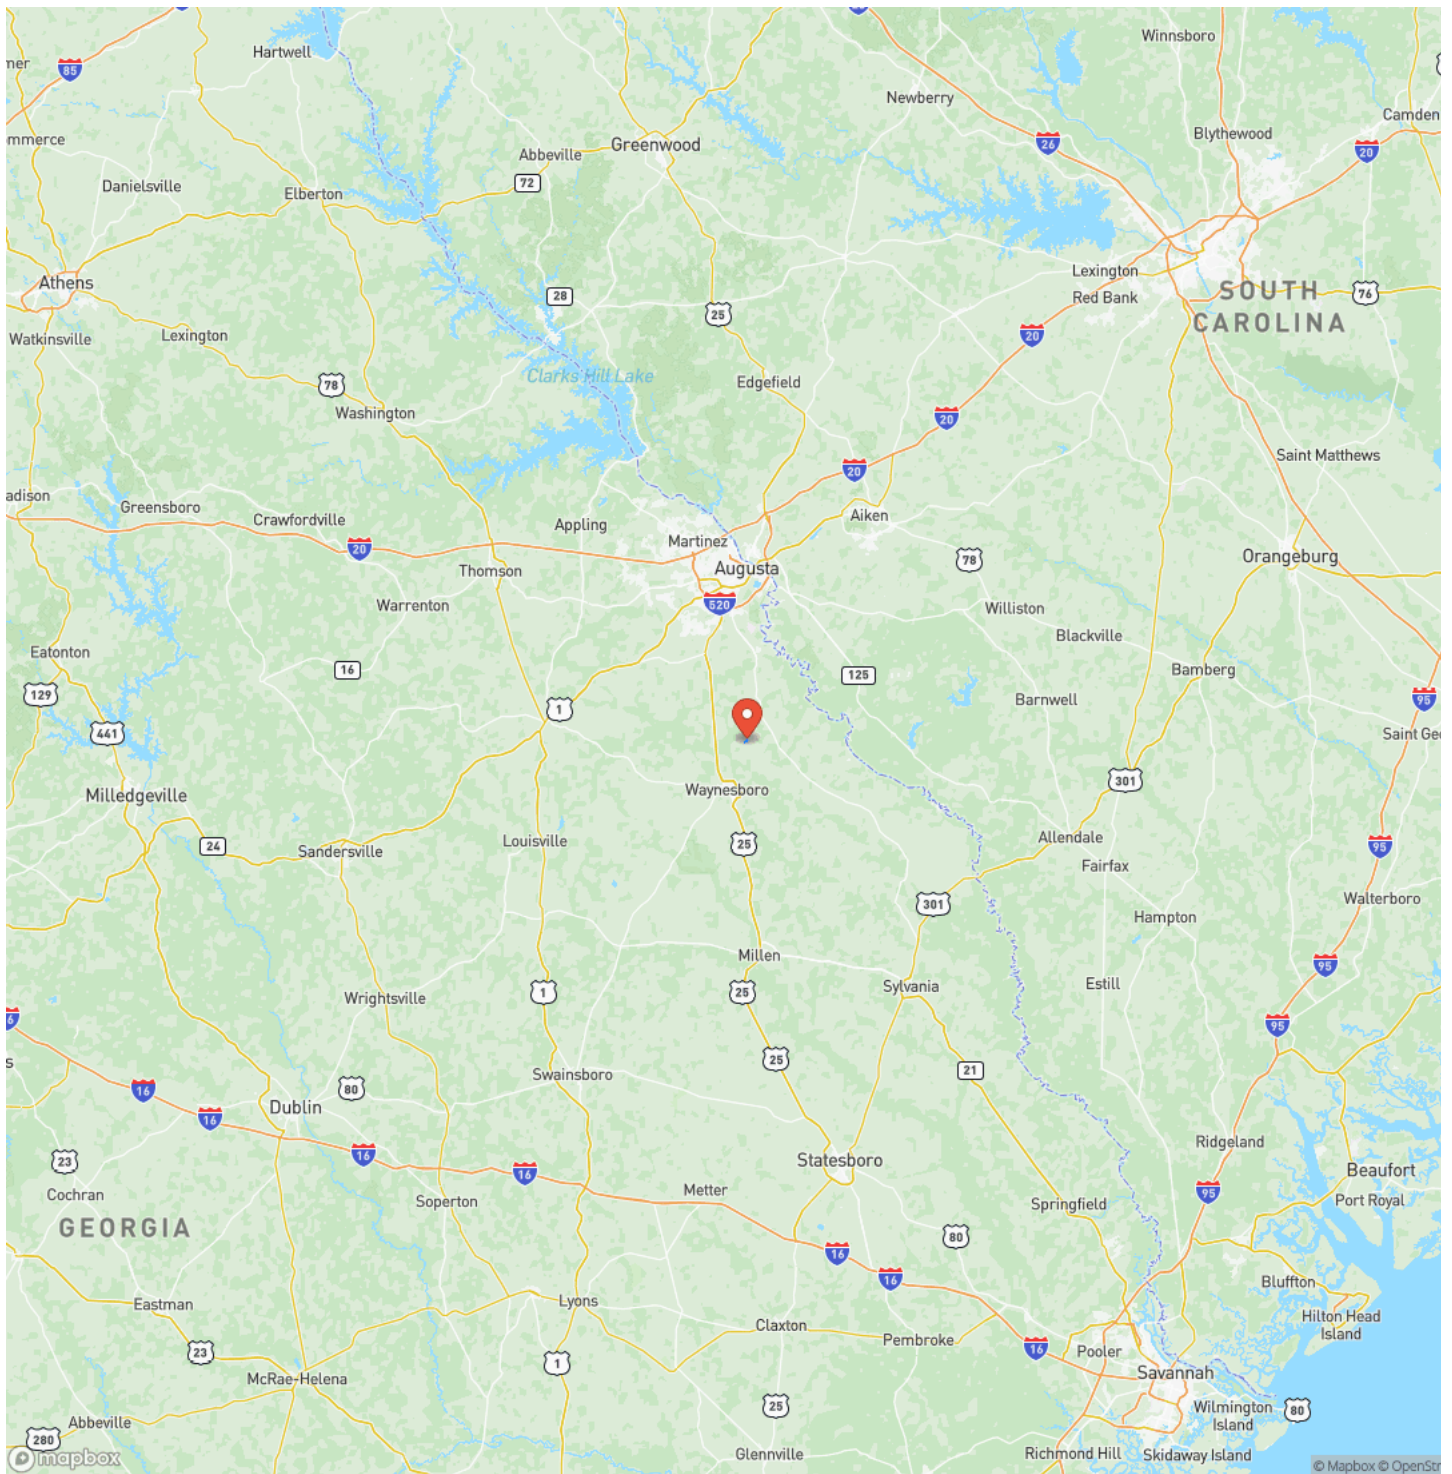 Winnsboro
Hartwell
mer
85
Newberry
Camden
Blythewood
mmerce
Greenwood
26
20
Abbeville
72
Danielsville
Elberton
Lexington
Athens
Red Bank
28
SOUTH
CAROLINA
76
25
Watkinsville
Lexington
20
78
Clarks Hill Lake
Edgefield
Washington
20
Saint Matthews
20
adison
Greensboro
Crawfordville
Appling
Aiken
20
Martinez
Augusta
78
Orangeburg
Thomson
Warrenton
520
Williston
Blackville
Eatonton
16
125
Bamberg
129
Barnwell
95
441
1
Saint Geo
301
Waynesboro
Milledgeville
24
Sandersville
Louisville
25
Allendale
95
Fairfax
301
Walterboro
Hampton
Millen
95
Sylvania
Estill
Wrightsville
1
25
6
95
s
25
21
Swainsboro
16
80
Dublin
16
16
Ridgeland
23
16
Statesboro
Beaufort
Cochran
Soperton
Metter
95
Port Royal
Springfield
GEORGIA
80
16
16
Bluffton
Eastman
Lyons
Hilton Head
Island
Claxton
Pembroke
23
1
16
Pooler
McRae-Helena
Savannah
25
Wilmington
Island
80
Abbeville
280
Glennville
Richmond Hill
Skidaway Island
mapbox
© Mapbox © OpenStr